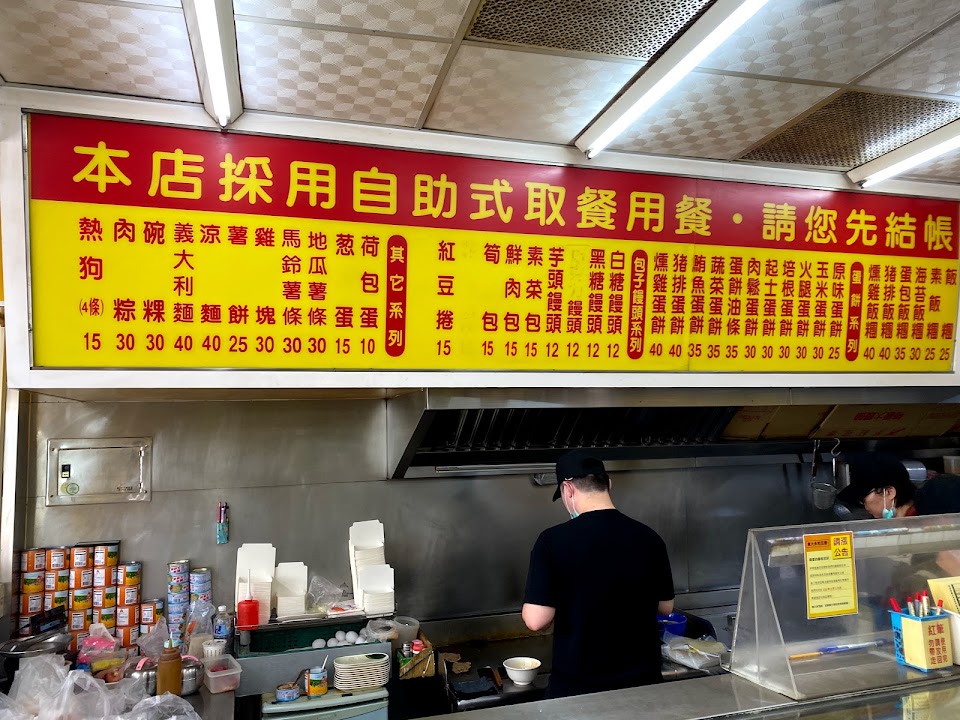 本店採用自助式取餐用餐・請您先結帳
飯糰 25
素飯糰 25
海苔飯糰 30
蛋包飯糰 35
豬排飯糰 40
燻雞飯糰 40
蛋餅系列
原味蛋餅 25
玉米蛋餅 30
火腿蛋餅 30
培根蛋餅 30
起士蛋餅 30
肉鬆蛋餅 30
蛋餅油條 35
蔬菜蛋餅 35
鮪魚蛋餅 35
豬排蛋餅 40
燻雞蛋餅 40
包子饅頭系列
白糖饅頭 12
黑糖饅頭 12
饅頭 12
芋頭饅頭 12
素菜包 15
鮮肉包 15
筍包 15
紅豆捲 15
其它系列
荷包蛋 10
葱蛋 15
地瓜薯條 30
馬鈴薯條 30
雞塊 30
薯餅 25
涼麵 40
義大利麵 40
碗粿 30
肉粽 30
熱狗(4條) 15
調漲公告
紅筆